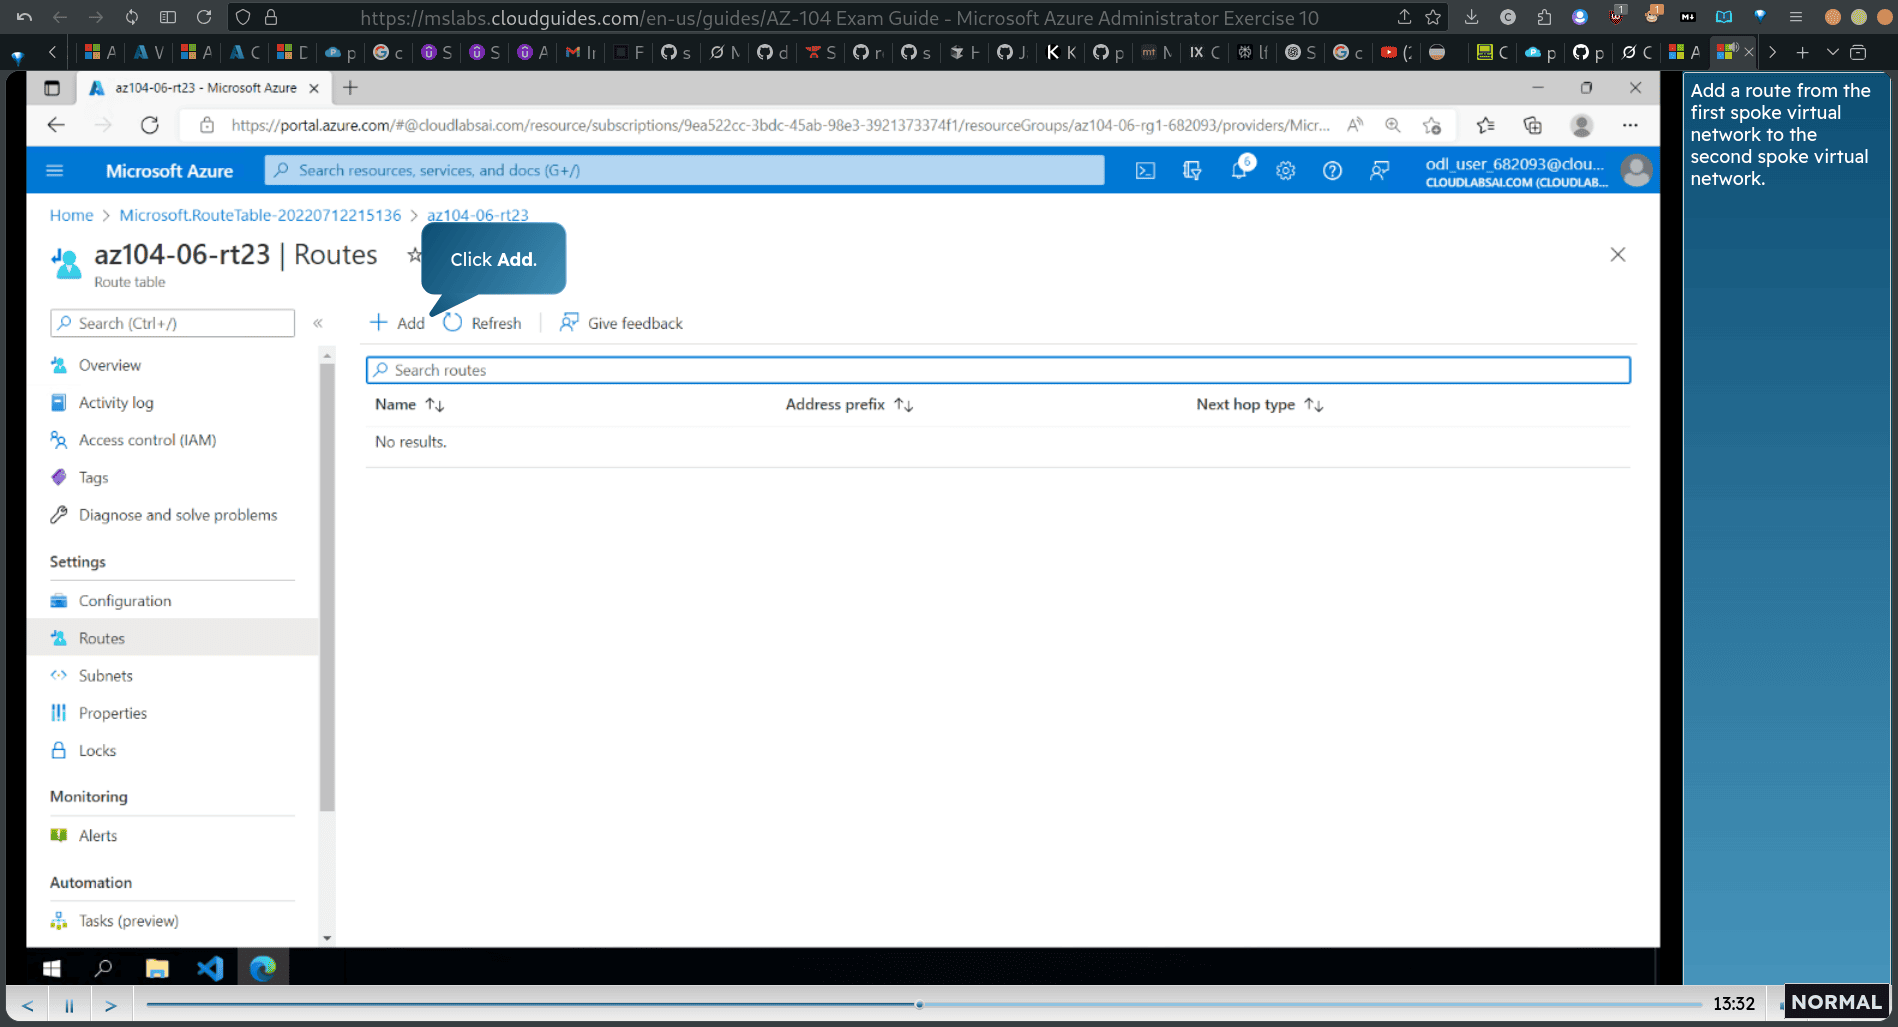 https://mslabs.cloudguides.com/en-us/guides/AZ-104 Exam Guide - Microsoft Azure Administrator Exercise 10
az104-06-rt23 - Microsoft Azure
https://portal.azure.com/#@cloudlabsai.com/resource/subscriptions/9ea522cc-3bdc-45ab-98e3-3921373374f1/resourceGroups/az104-06-rg1-682093/providers/Micr...
Microsoft Azure
Search resources, services, and docs (G+/)
6
odl_user_682093@clou...
CLOUDLABSAI.COM (CLOUDLAB...
Home > Microsoft.RouteTable-20220712215136 > az104-06-rt23
az104-06-rt23 | Routes
Route table
Click Add.
Search (Ctrl+/)
«
Add
Refresh
Give feedback
Overview
Activity log
Access control (IAM)
Tags
Diagnose and solve problems
Settings
Configuration
Routes
Subnets
Properties
Locks
Monitoring
Alerts
Automation
Tasks (preview)
Search routes
Name
Address prefix
Next hop type
No results.
Add a route from the
first spoke virtual
network to the
second spoke virtual
network.
13:32
NORMAL